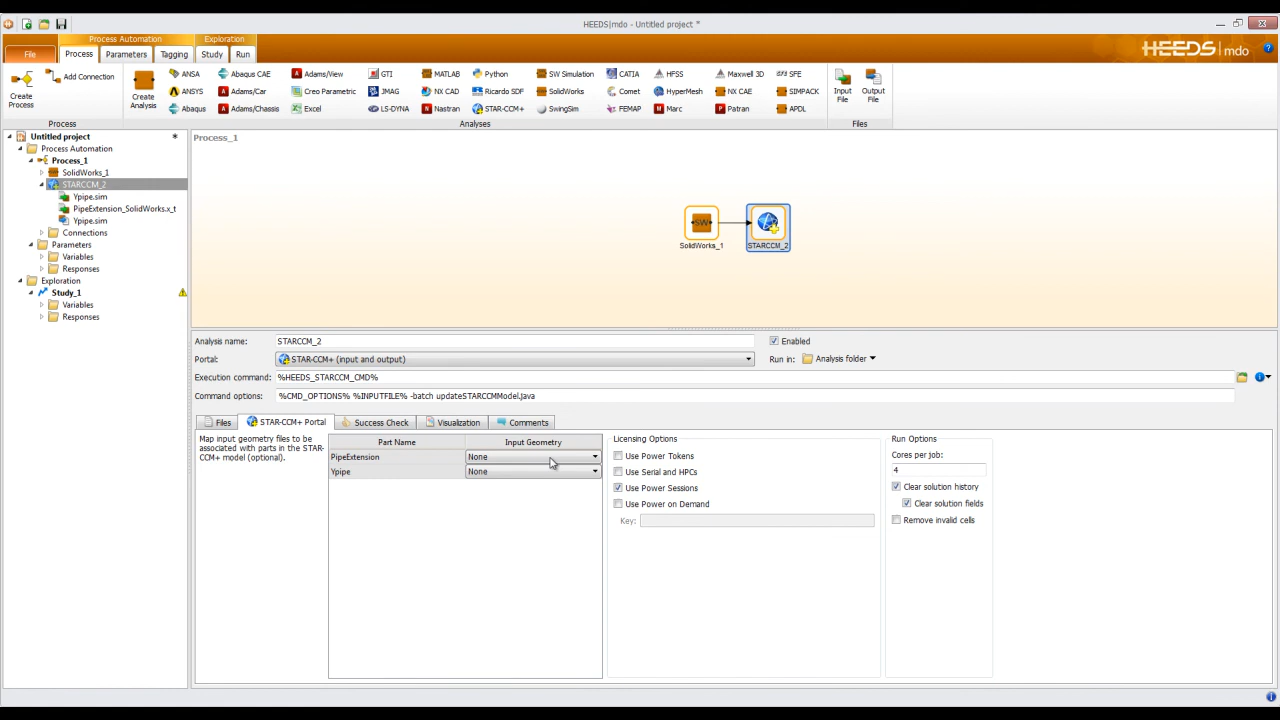 HEEDS|mdo - Untitled project *
Process Automation Exploration
File Process Parameters Tagging Study Run
HEEDS | mdo
Add Connection
Create Process
Create Analysis
ANSA Abaqus CAE Adams/View GTI MATLAB Python SW Simulation CATIA HFSS Maxwell 3D SFE
ANSYS Adams/Car Creo Parametric JMAG NX CAD Ricardo SDF SolidWorks Comet HyperMesh NX CAE SIMPACK
Abaqus Adams/Chassis Excel LS-DYNA Nastran STAR-CCM+ SwingSim FEMAP Marc Patran APDL
Input File
Output File
Process Analyses Files
Untitled project *
Process Automation
Process_1
SolidWorks_1
STARCCM_2
Ypipe.sim
PipeExtension_SolidWorks.x_t
Ypipe.sim
Connections
Parameters
Variables
Responses
Exploration
Study_1
Variables
Responses
Process_1
SW
SolidWorks_1 STARCCM_2
Analysis name: STARCCM_2 Enabled
Portal: STAR-CCM+ (input and output) Run in: Analysis folder
Execution command: %HEEDS_STARCCM_CMD%
Command options: %CMD_OPTIONS% %INPUTFILE% -batch updateSTARCCMModel.java
Files STAR-CCM+ Portal Success Check Visualization Comments
Map input geometry files to be associated with parts in the STAR-CCM+ model (optional).
Part Name Input Geometry
PipeExtension None
Ypipe None
Licensing Options
Use Power Tokens
Use Serial and HPCs
Use Power Sessions
Use Power on Demand
Key:
Run Options
Cores per job:
4
Clear solution history
Clear solution fields
Remove invalid cells